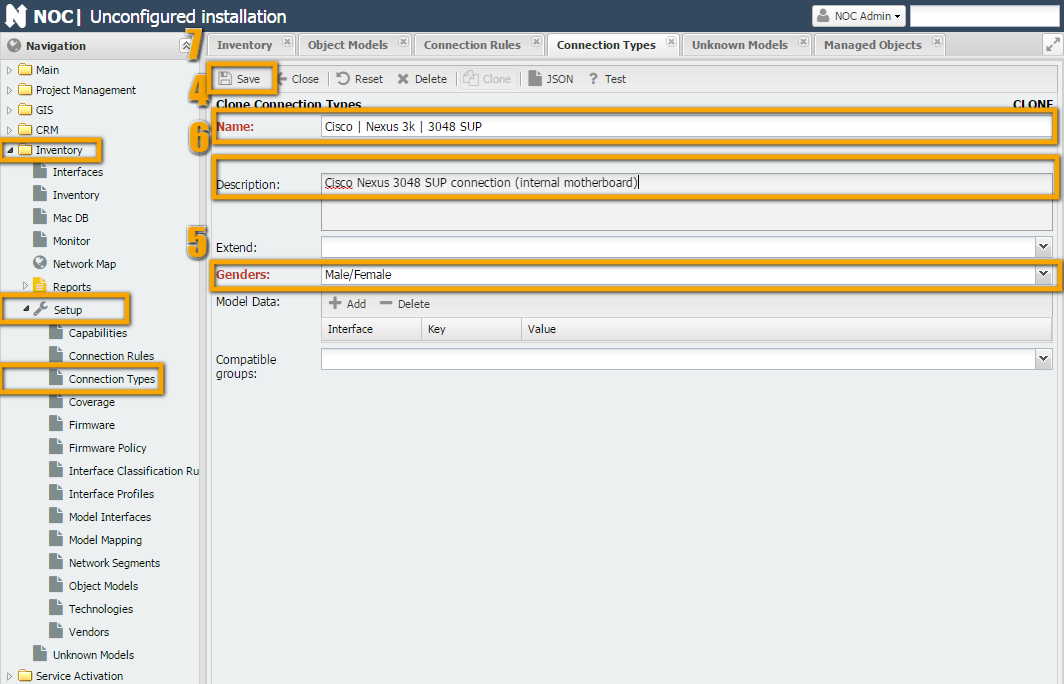 NOC| Unconfigured installation
NOC Admin
Navigation
7
Inventory
Object Models
Connection Rules
Connection Types
Unknown Models
Managed Objects
Main
Project Management
GIS
CRM
Inventory
Interfaces
Inventory
Mac DB
Monitor
Network Map
Reports
Setup
Capabilities
Connection Rules
Connection Types
Coverage
Firmware
Firmware Policy
Interface Classification Ru
Interface Profiles
Model Interfaces
Model Mapping
Network Segments
Object Models
Technologies
Vendors
Unknown Models
Service Activation
4
Save
Close
Reset
Delete
Clone
JSON
? Test
Clone Connection Types
CLONE
6
Name:
Cisco | Nexus 3k | 3048 SUP
Description:
Cisco Nexus 3048 SUP connection (internal motherboard)
5
Extend:
Genders:
Male/Female
Model Data:
Add
Delete
Interface
Key
Value
Compatible
groups: